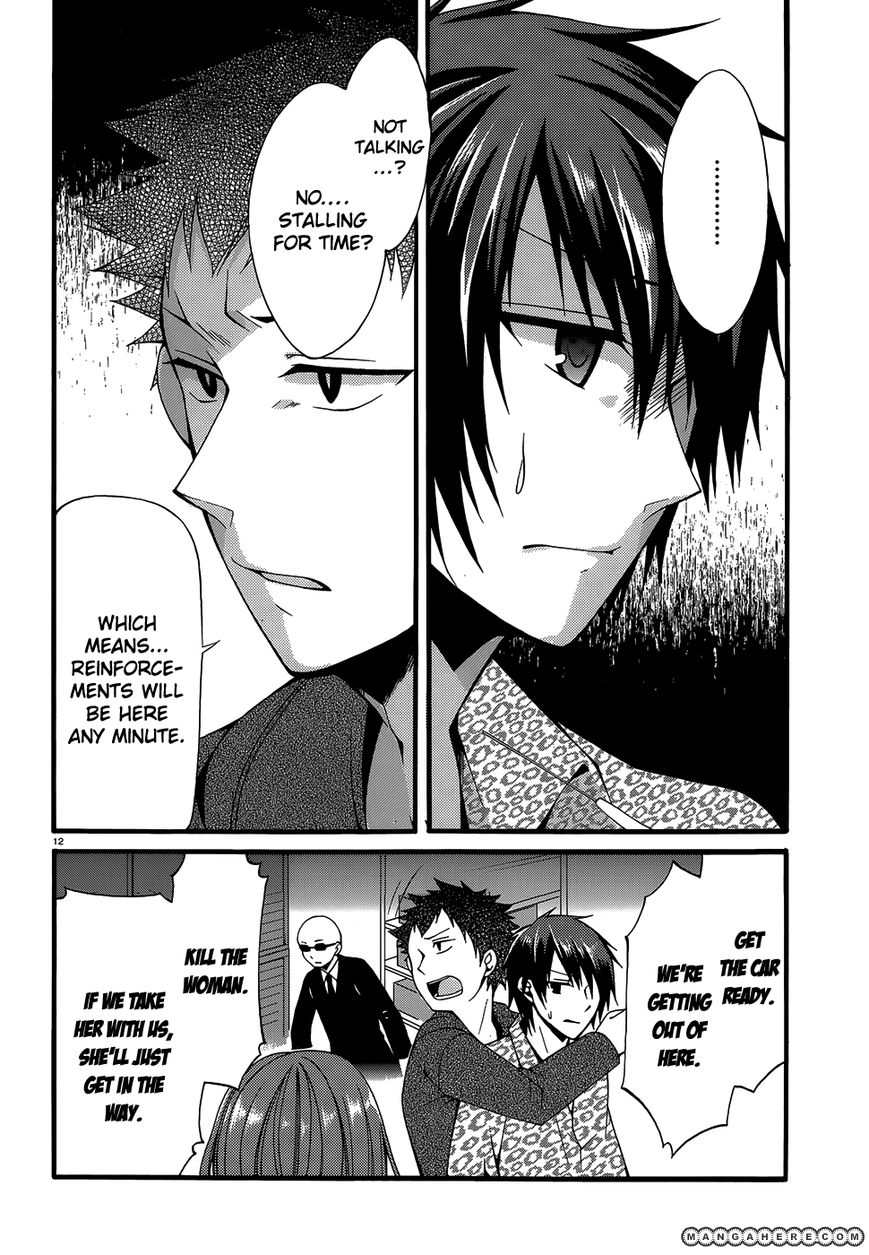 ..........
NOT
TALKING
...?
NO....
STALLING
FOR TIME?
WHICH
MEANS...
REINFORCE-
MENTS WILL
BE HERE
ANY MINUTE.
12
GET
THE CAR
READY.
WE'RE
GETTING
OUT OF
HERE.
KILL THE
WOMAN.
IF WE TAKE
HER WITH US,
SHE'LL JUST
GET IN THE
WAY.
MANGAHERE.COM